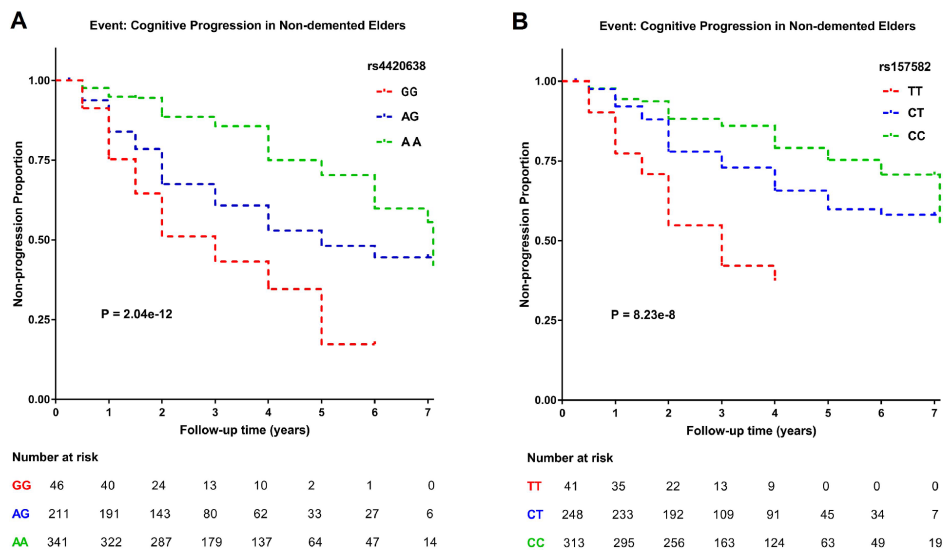 A
Event: Cognitive Progression in Non-demented Elders
rs4420638
GG
AG
AA
1.00
0.75
0.50
0.25
0.00
Non-progression Proportion
P = 2.04e-12
0 1 2 3 4 5 6 7
Follow-up time (years)
Number at risk
GG 46 40 24 13 10 2 1 0
AG 211 191 143 80 62 33 27 6
AA 341 322 287 179 137 64 47 14
B
Event: Cognitive Progression in Non-demented Elders
rs157582
TT
CT
CC
1.00
0.75
0.50
0.25
0.00
Non-progression Proportion
P = 8.23e-8
0 1 2 3 4 5 6 7
Follow-up time (years)
Number at risk
TT 41 35 22 13 9 0 0 0
CT 248 233 192 109 91 45 34 7
CC 313 295 256 163 124 63 49 19